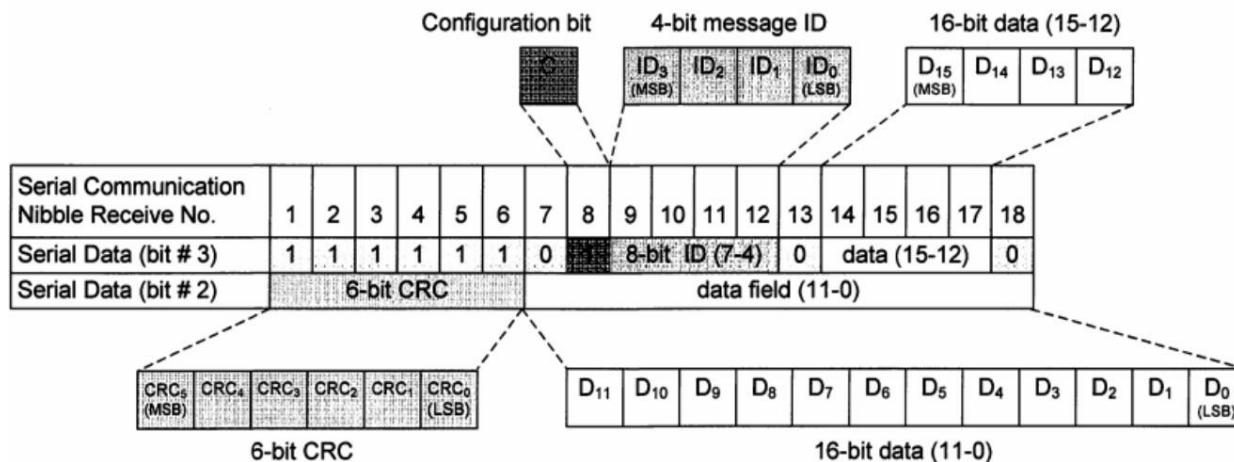 Configuration bit 4-bit message ID 16-bit data (15-12)
C ID3 ID2 ID1 ID0 D15 D14 D13 D12
(MSB) (LSB) (MSB)
Serial Communication
Nibble Receive No. 1 2 3 4 5 6 7 8 9 10 11 12 13 14 15 16 17 18
Serial Data (bit # 3) 1 1 1 1 1 1 0 1 8-bit ID (7-4) 0 data (15-12) 0
Serial Data (bit # 2) 6-bit CRC data field (11-0)
CRC5 CRC4 CRC3 CRC2 CRC1 CRC0 D11 D10 D9 D8 D7 D6 D5 D4 D3 D2 D1 D0
(MSB) (LSB) (LSB)
6-bit CRC 16-bit data (11-0)